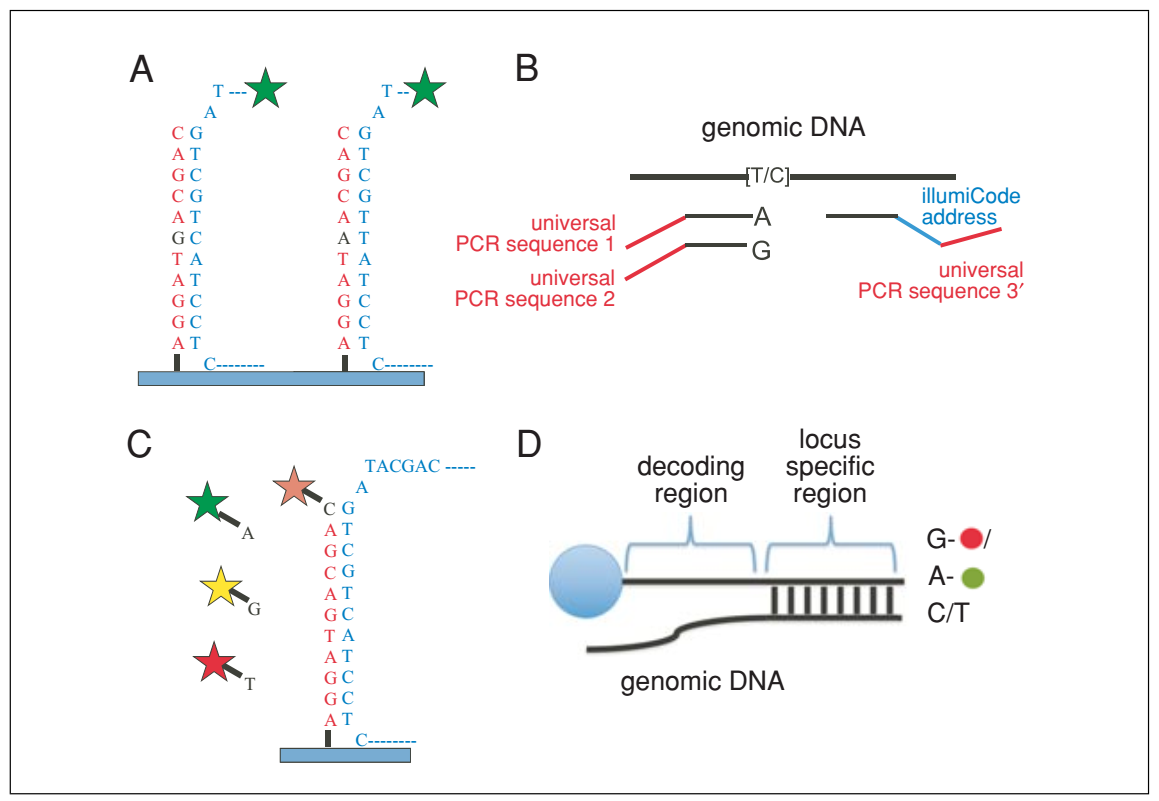 A
T ---
A
C G
A T
G C
C G
A T
G C
T A
A T
G C
G C
A T
C--------
T --
A
C G
A T
G C
C G
A T
A T
T A
A T
G C
G C
A T
C--------
B
genomic DNA
[T/C]
universal
PCR sequence 1
A
illumiCode
address
universal
PCR sequence 2
G
universal
PCR sequence 3′
C
TACGAC -----
A
C G
A T
G C
C G
A T
G C
T A
A T
G C
G C
A T
C--------
A
G
T
D
decoding
region
locus
specific
region
G- /
A-
C/T
genomic DNA